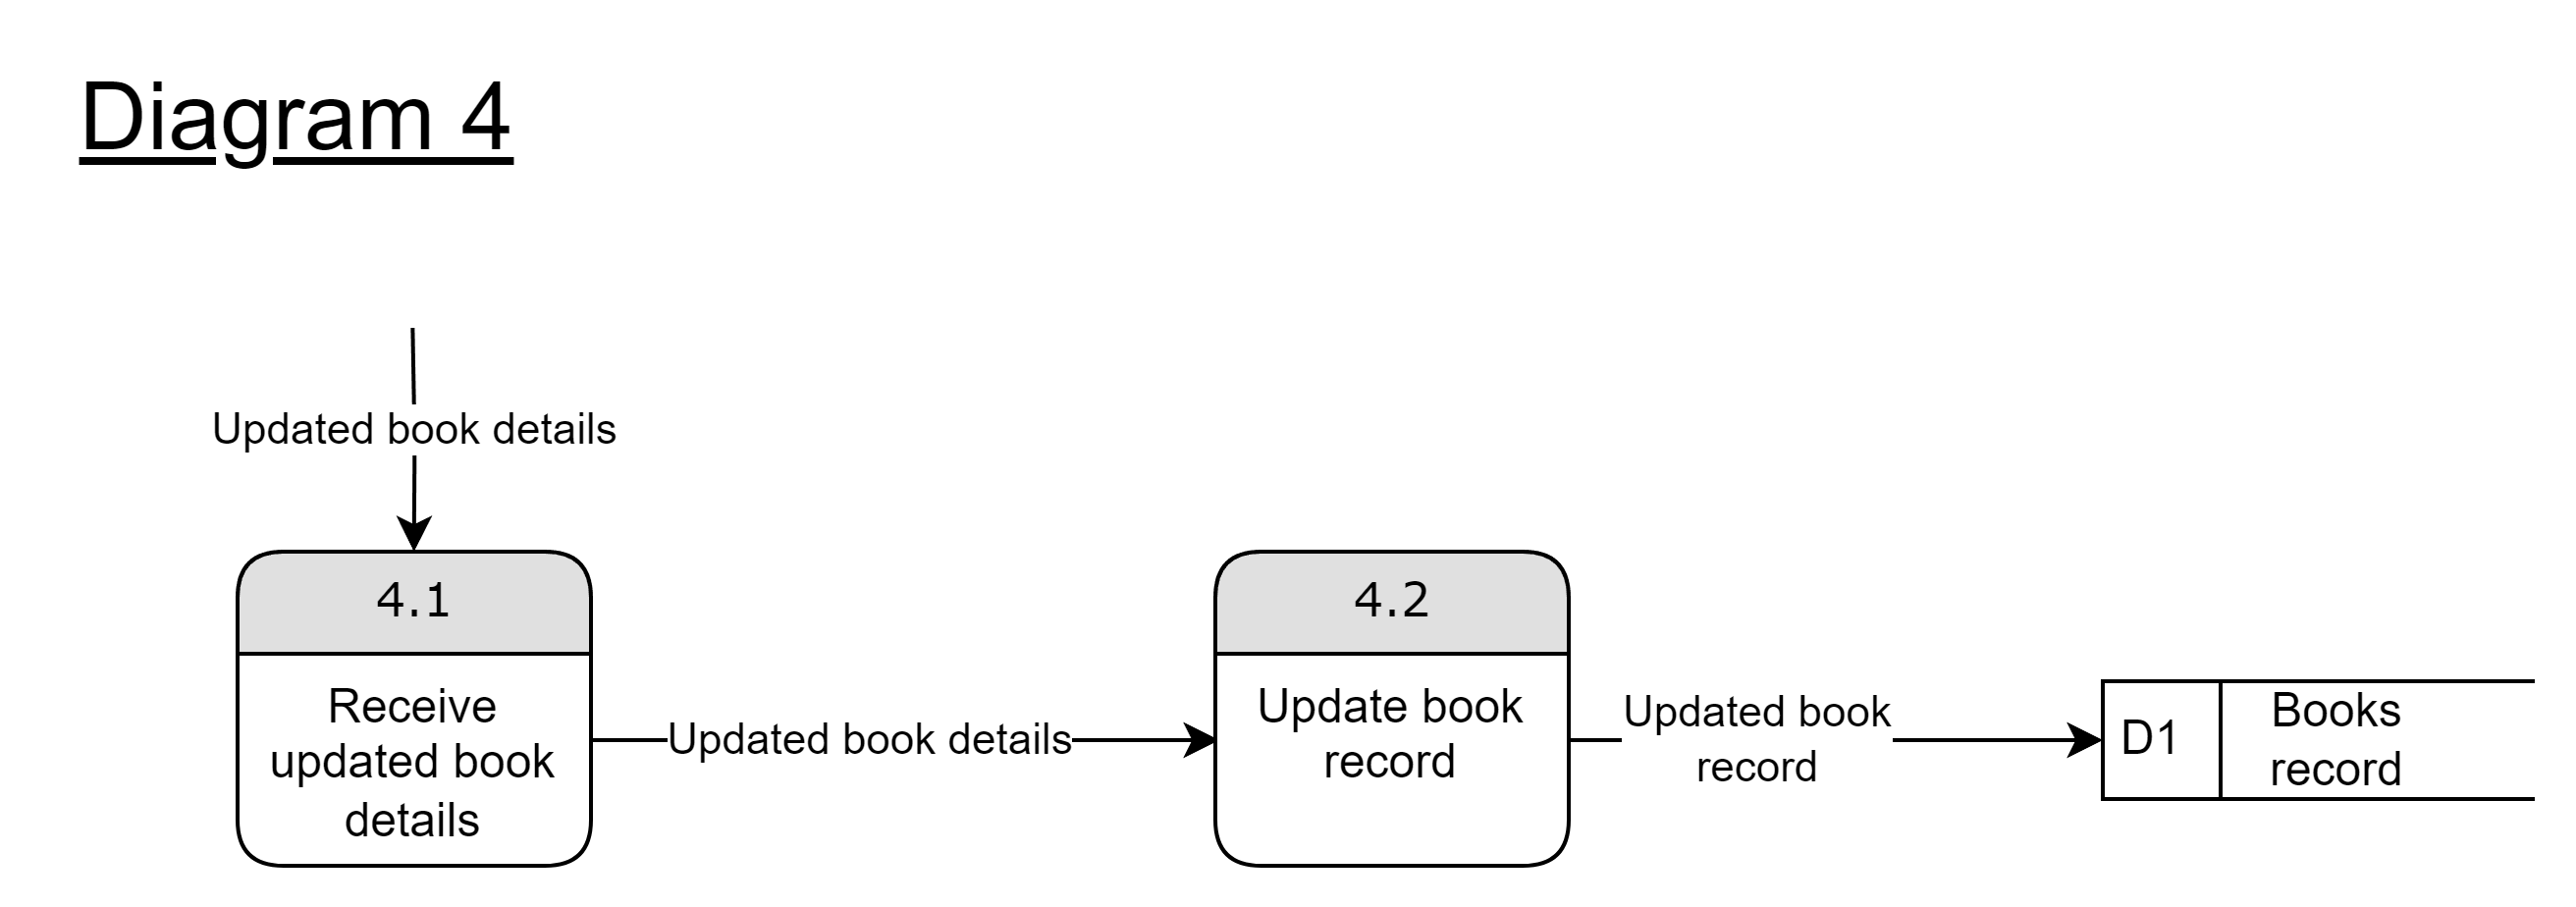 Diagram 4
Updated book details
4.1
Receive
updated book
details
Updated book details
4.2
Update book
record
Updated book
record
D1
Books
record